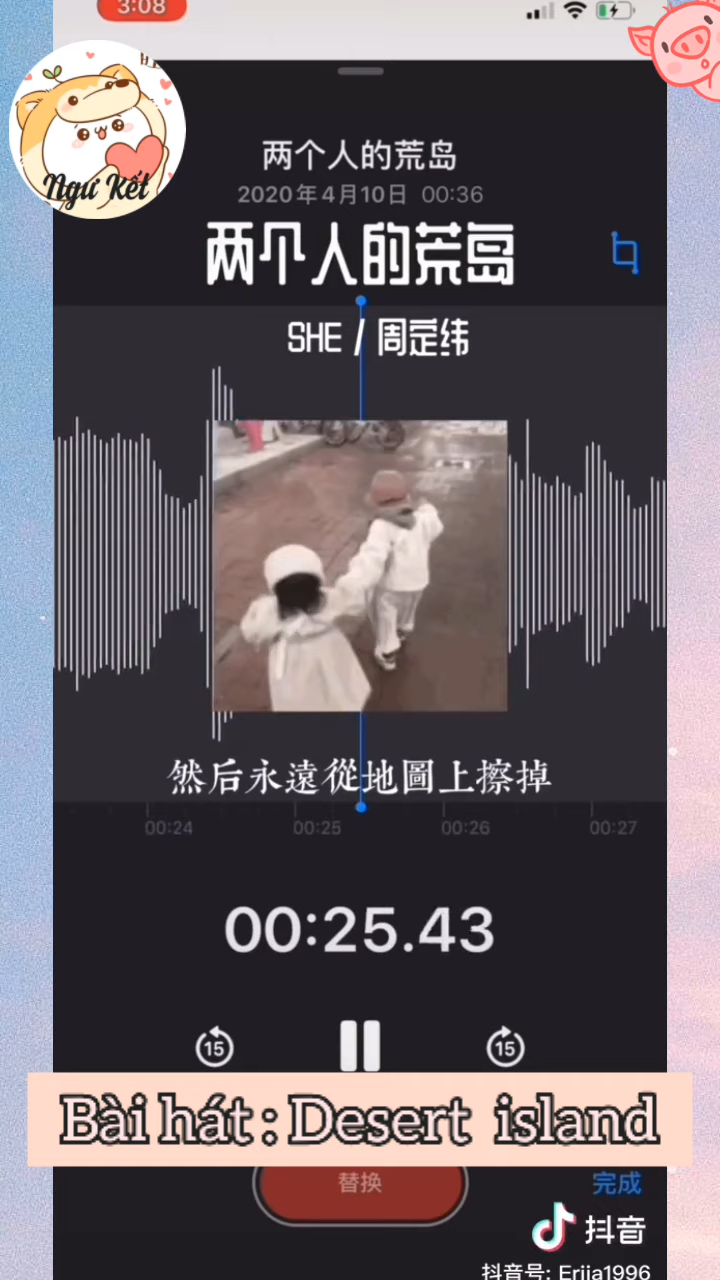 3:08
Ngư Kết
两个人的荒岛
2020年4月10日 00:36
两个人的荒岛
SHE / 周定纬
然后永遠從地圖上擦掉
00:24 00:25 00:26 00:27
00:25.43
15 15
Bài hát : Desert island
替换
完成
抖音
抖音号: Erjia1996